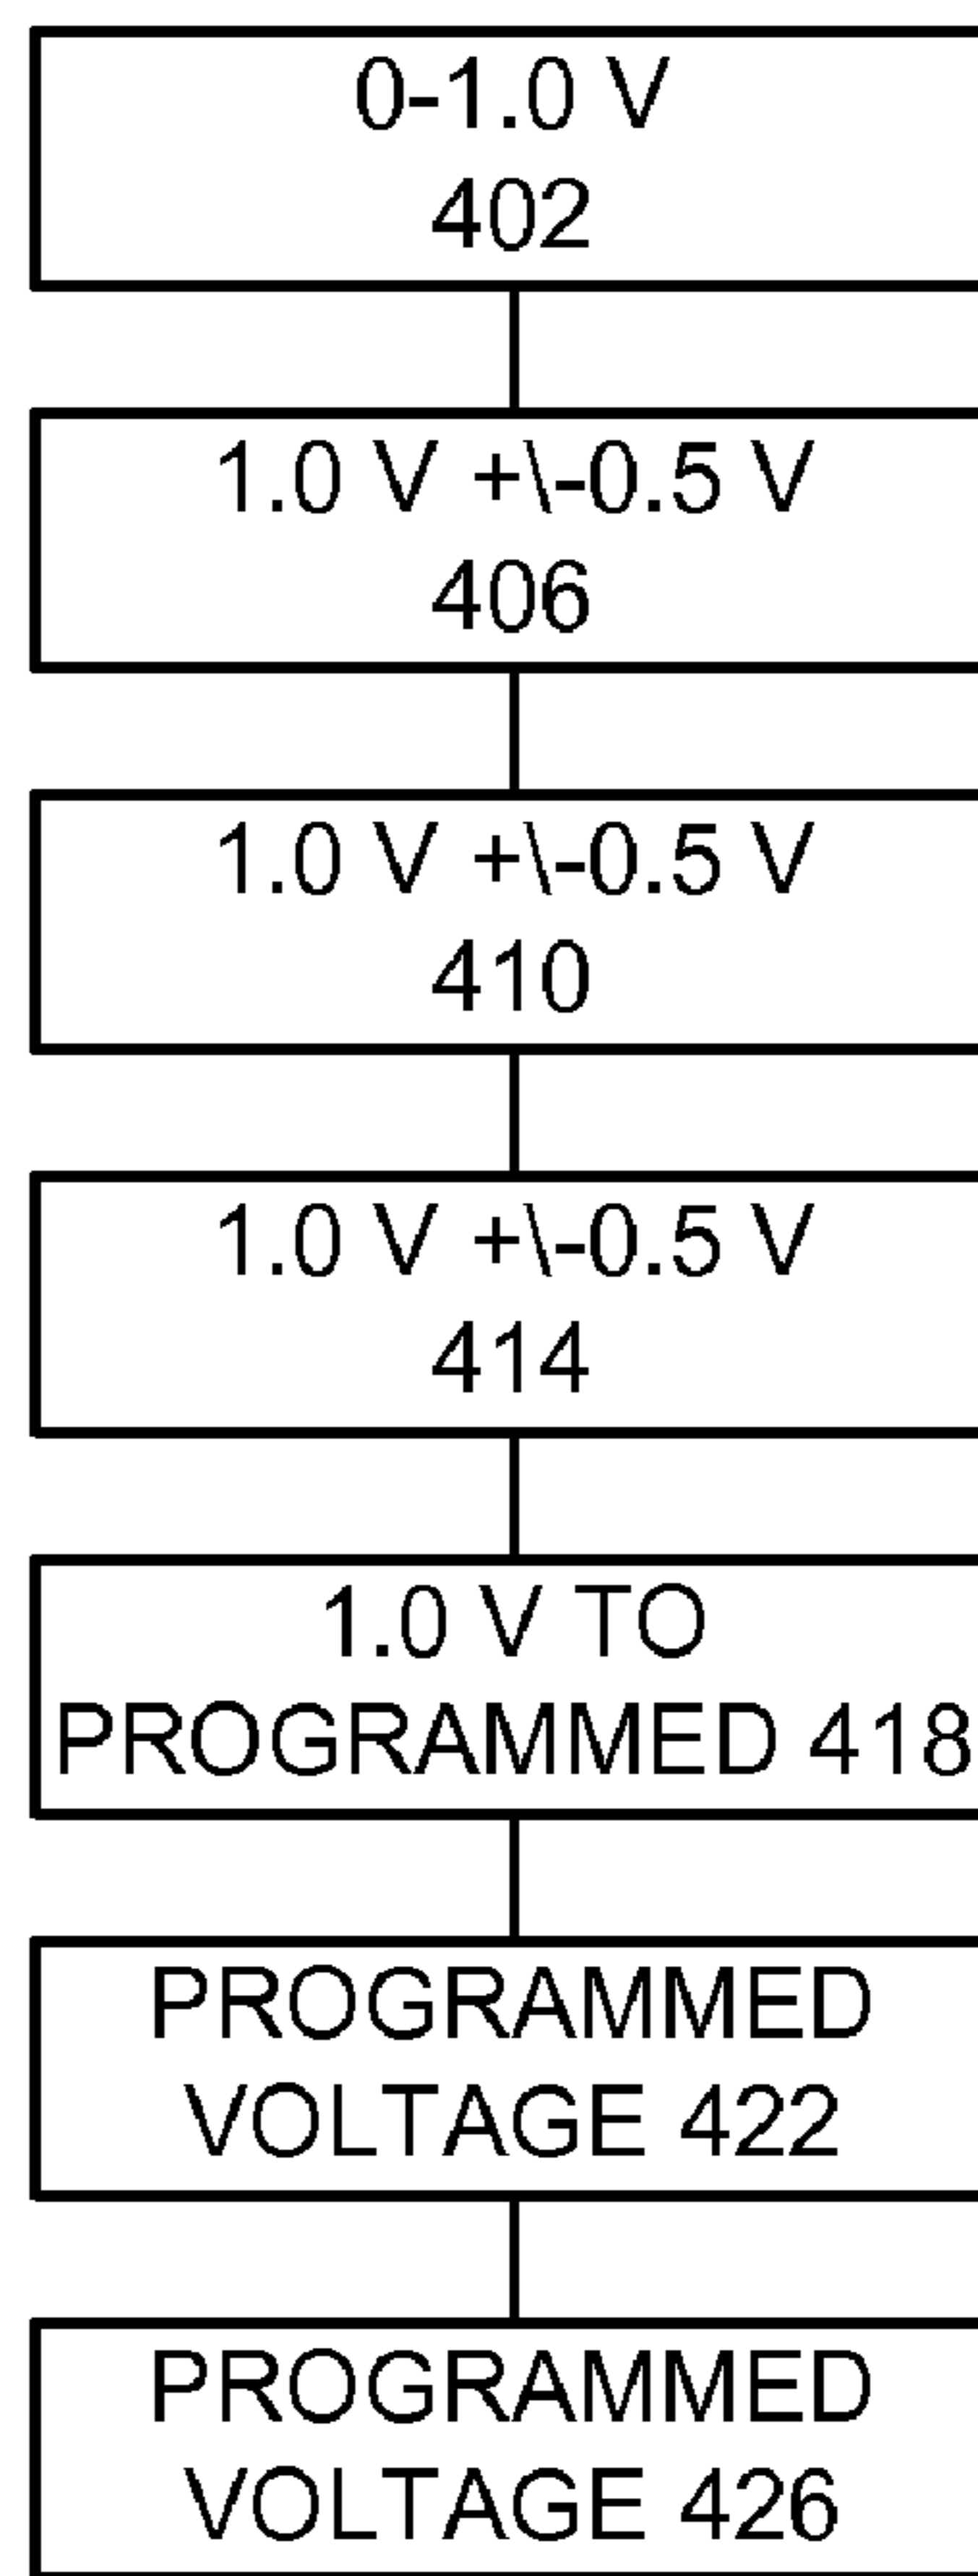 0-1.0 V
402
1.0 V +\-0.5 V
406
1.0 V +\-0.5 V
410
1.0 V +\-0.5 V
414
1.0 V TO
PROGRAMMED 418
PROGRAMMED
VOLTAGE 422
PROGRAMMED
VOLTAGE 426